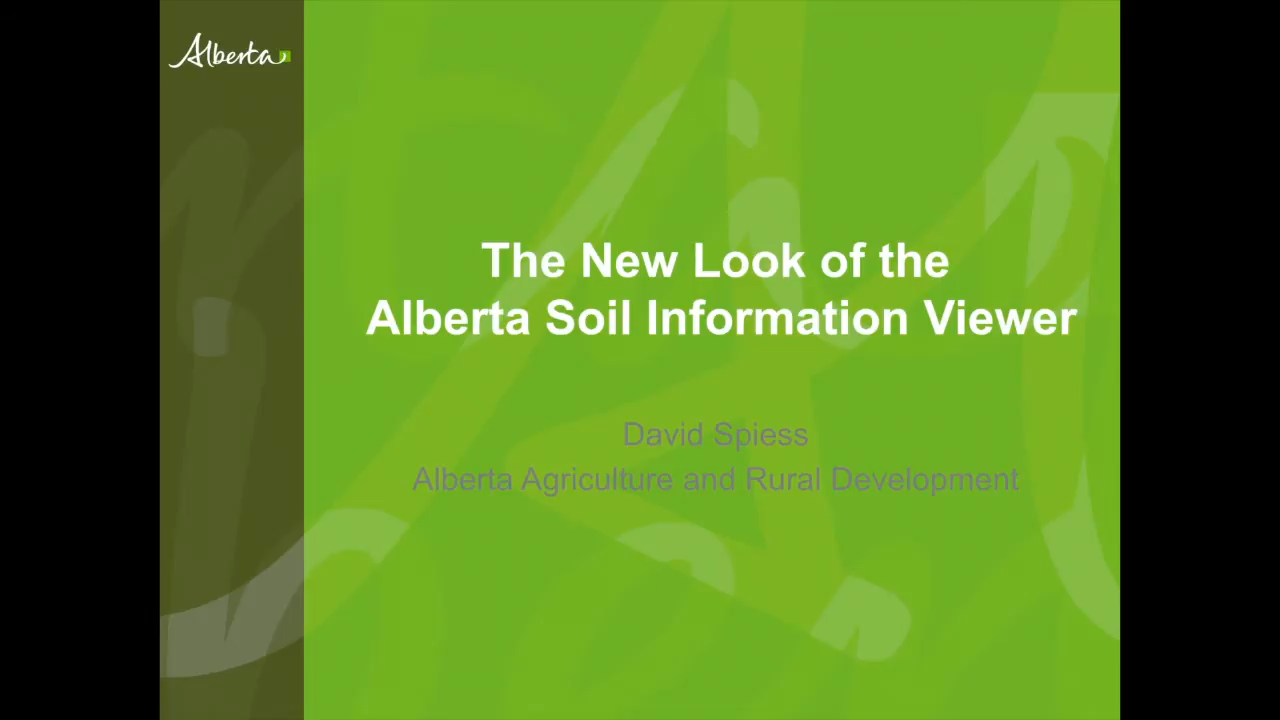 Alberta
The New Look of the
Alberta Soil Information Viewer
David Spiess
Alberta Agriculture and Rural Development